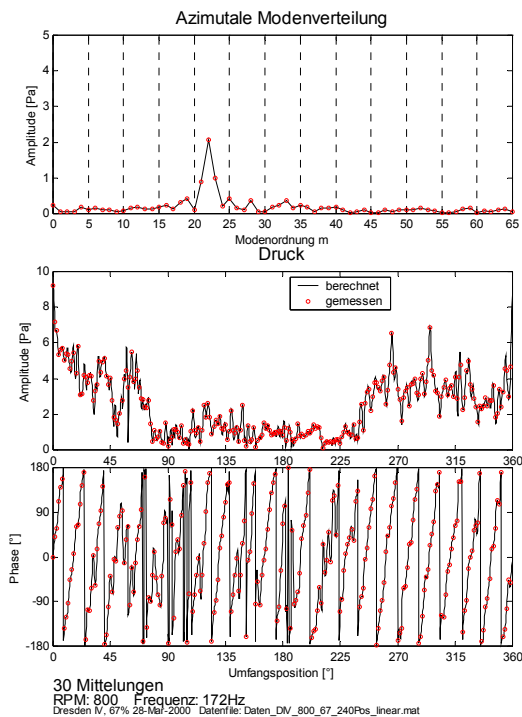 Azimutale Modenverteilung
5
4
3
2
1
0
Amplitude [Pa]
0 5 10 15 20 25 30 35 40 45 50 55 60 65
Modenordnung m
Druck
10
8
6
4
2
0
Amplitude [Pa]
berechnet
gemessen
0 45 90 135 180 225 270 315 360
180
90
0
-90
-180
Phase [°]
0 45 90 135 180 225 270 315 360
Umfangsposition [°]
30 Mittelungen
RPM: 800 Frequenz: 172Hz
Dresden IV, 67% 28-Mar-2000 Datenfile: Daten_DIV_800_67_240Pos_linear.mat